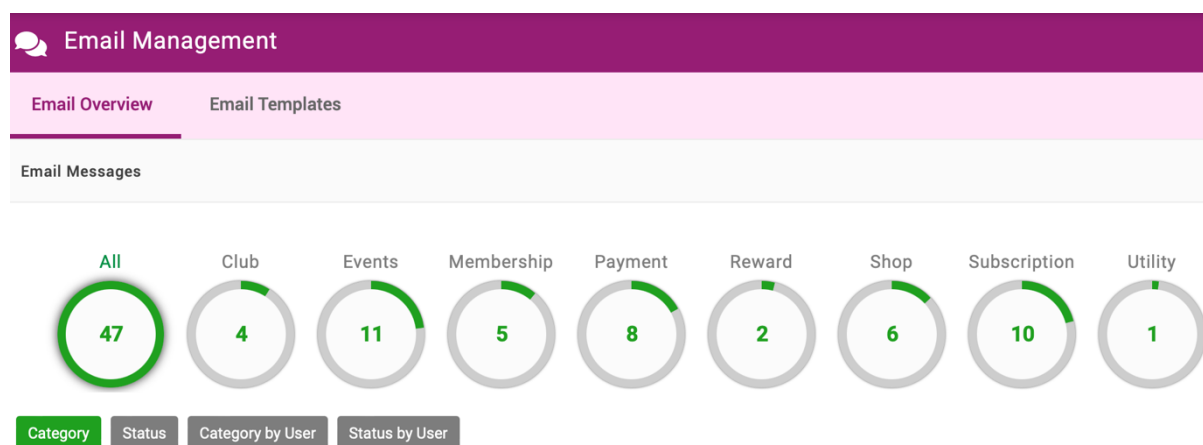 Email Management
Email Overview Email Templates
Email Messages
All Club Events Membership Payment Reward Shop Subscription Utility
47 4 11 5 8 2 6 10 1
Category Status Category by User Status by User